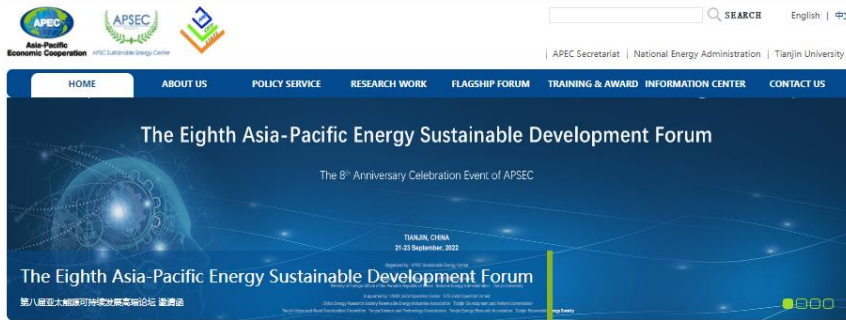 APEC
Asia-Pacific
Economic Cooperation
APSEC
APEC Sustainable Energy Center
SEARCH
English |
| APEC Secretariat | National Energy Administration | Tianjin University
HOME
ABOUT US
POLICY SERVICE
RESEARCH WORK
FLAGSHIP FORUM
TRAINING & AWARD
INFORMATION CENTER
CONTACT US
The Eighth Asia-Pacific Energy Sustainable Development Forum
The 8th Anniversary Celebration Event of APSEC
TIANJIN, CHINA
21-23 September, 2022
The Eighth Asia-Pacific Energy Sustainable Development Forum
第八届亚太能源可持续发展高端论坛 邀请函